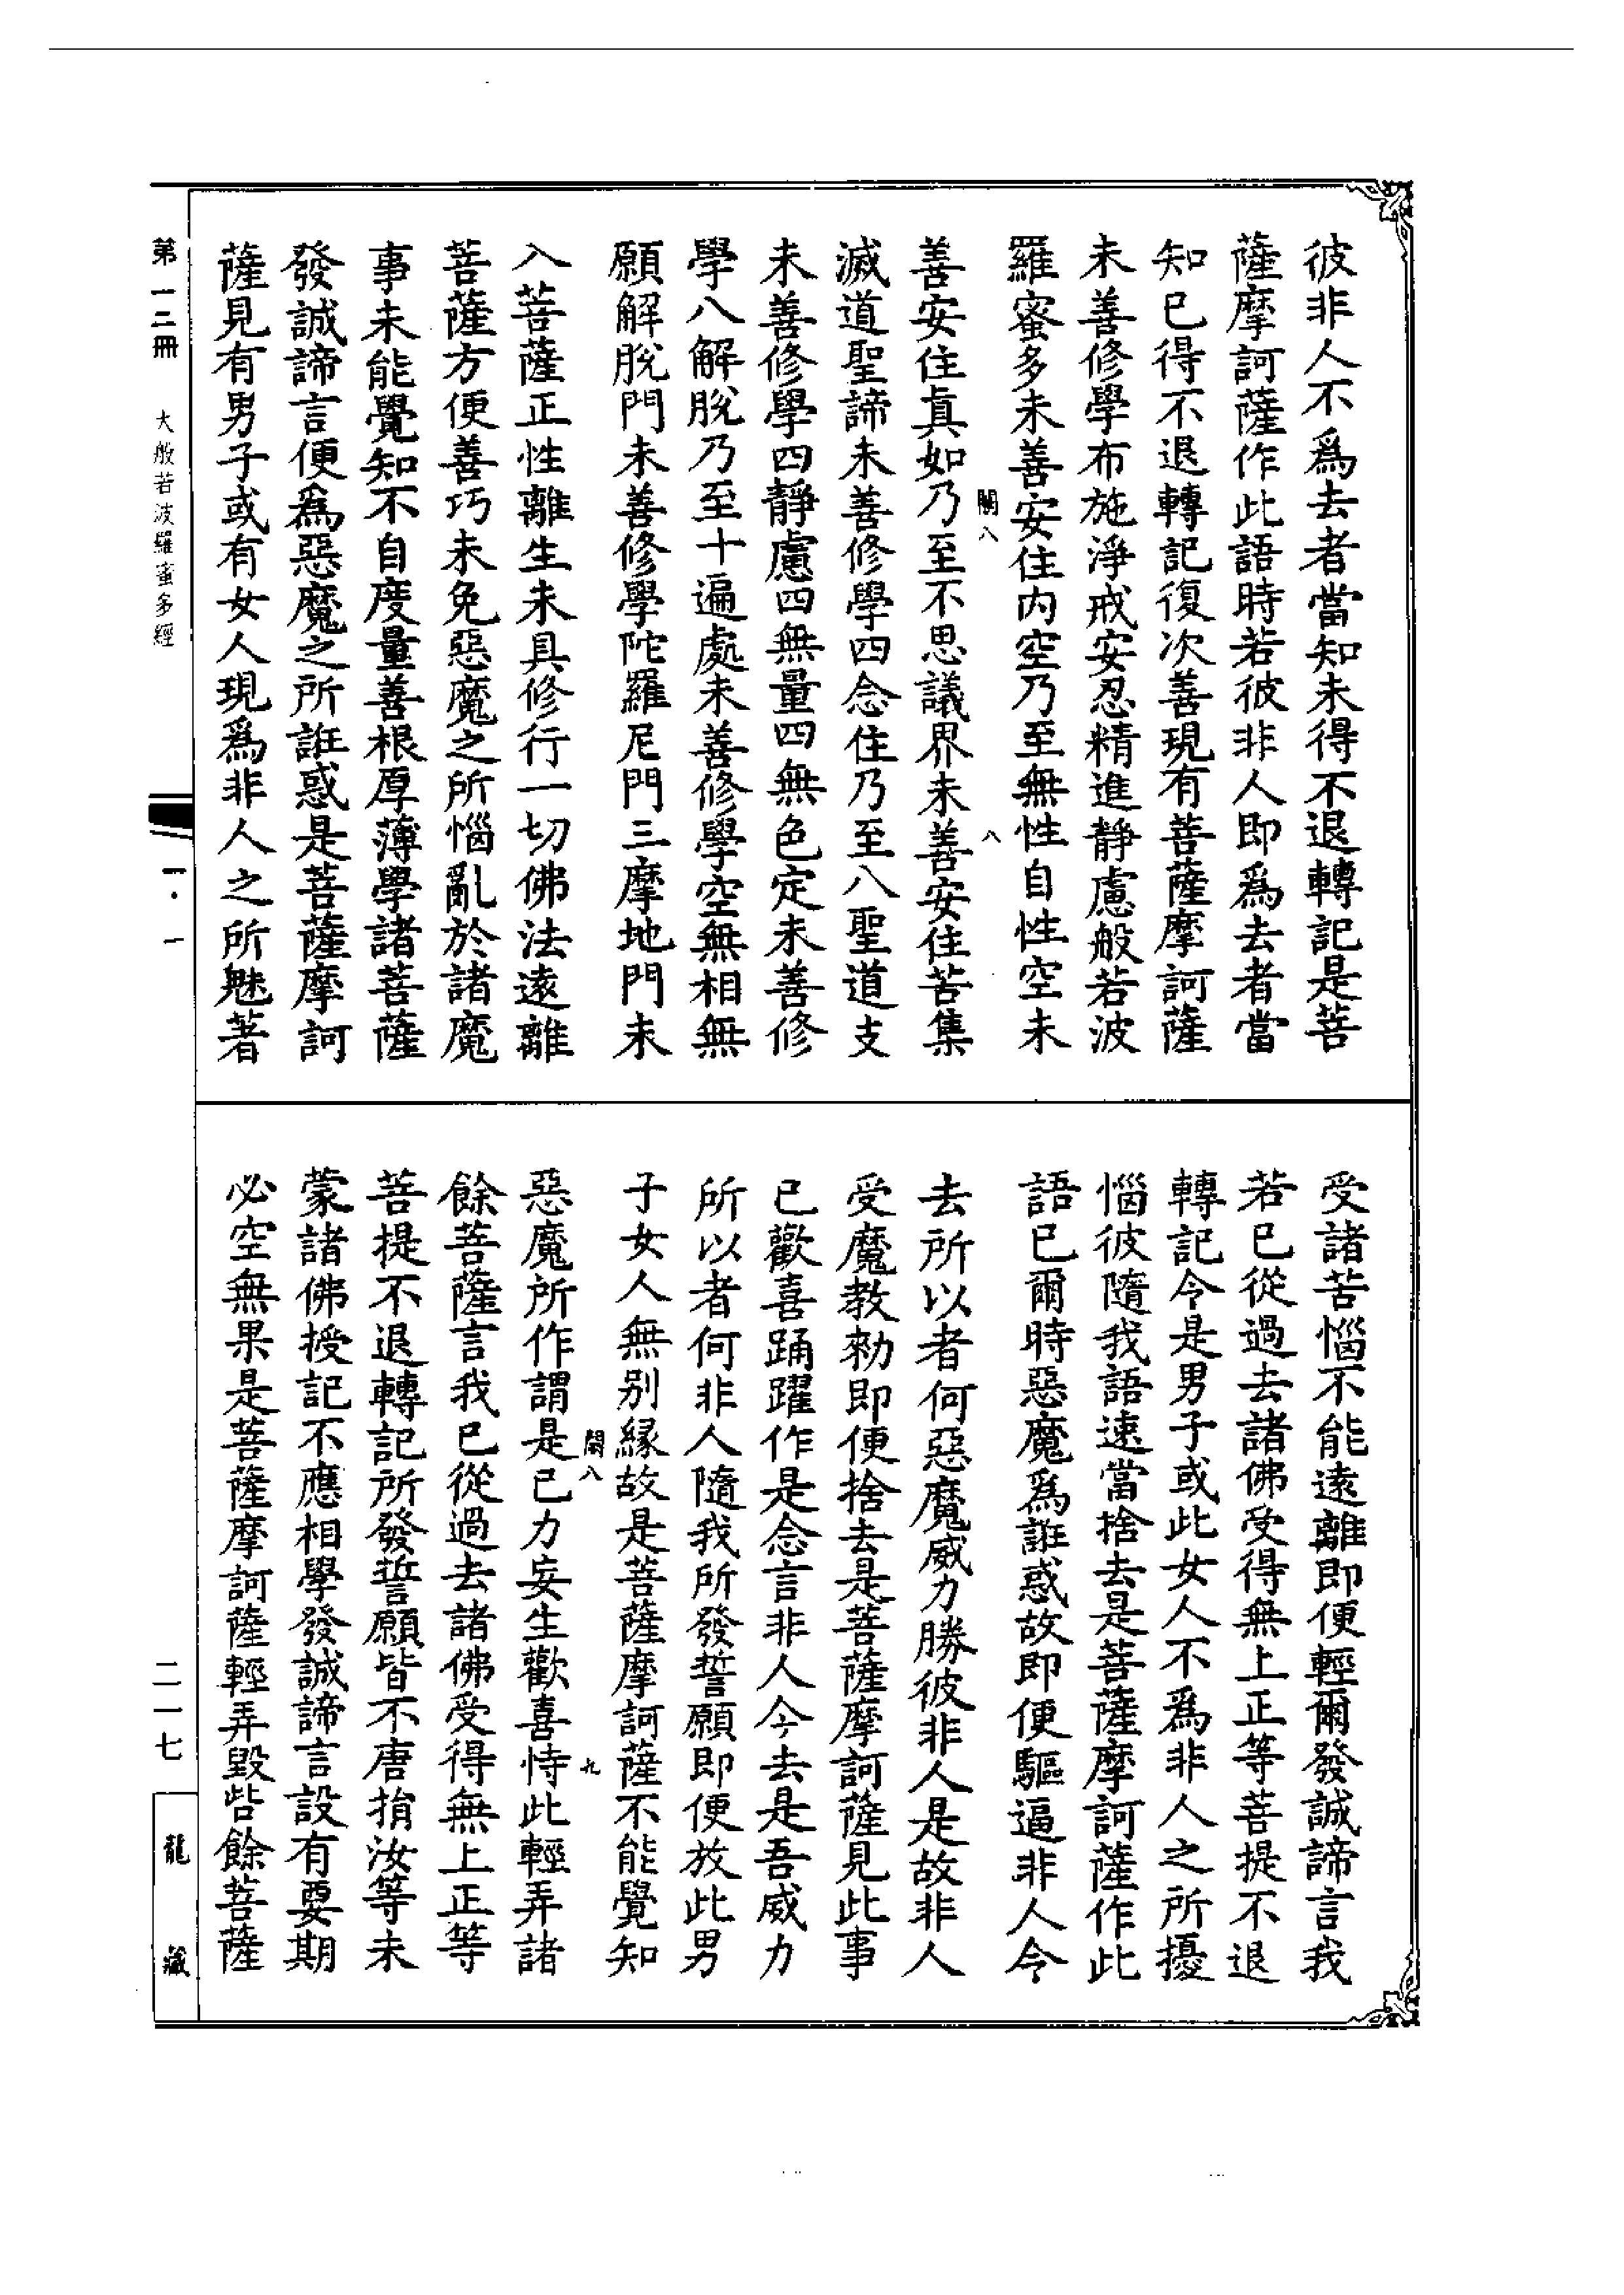 彼非人不爲去者當知未得不退轉記是菩
薩摩訶薩作此語時若彼非人即爲去者當
知已得不退轉記復次善現有菩薩摩訶薩
未善修學布施淨戒安忍精進靜慮般若波
羅蜜多未善安住內空乃至無性自性空未
關八
八
善安住眞如乃至不思議界未善安住苦集
滅道聖諦未善修學四念住乃至八聖道支
未善修學四靜慮四無量四無色定未善修
學八解脫乃至十遍處未善修學空無相無
願解脫門未善修學陀羅尼門三摩地門未
入菩薩正性離生未具修行一切佛法遠離
菩薩方便善巧未免惡魔之所惱亂於諸魔
事未能覺知不自度量善根厚薄學諸菩薩
發誠諦言便爲惡魔之所誑惑是菩薩摩訶
薩見有男子或有女人現爲非人之所魅著
受諸苦惱不能遠離即便輕爾發誠諦言我
若已從過去諸佛受得無上正等菩提不退
轉記令是男子或此女人不爲非人之所擾
惱彼隨我語速當捨去是菩薩摩訶薩作此
語已爾時惡魔爲誑惑故即便驅逼非人令
去所以者何惡魔威力勝彼非人是故非人
受魔教勑即便捨去是菩薩摩訶薩見此事
已歡喜踊躍作是念言非人今去是吾威力
所以者何非人隨我所發誓願即便放此男
子女人無別緣故是菩薩摩訶薩不能覺知
關八
九
惡魔所作謂是已力妄生歡喜恃此輕弄諸
餘菩薩言我已從過去諸佛受得無上正等
菩提不退轉記所發誓願皆不唐捐汝等未
蒙諸佛授記不應相學發誠諦言設有要期
必空無果是菩薩摩訶薩輕弄毀呰餘菩薩
第一二冊
大般若波羅蜜多經
一·一
二一七
龍藏